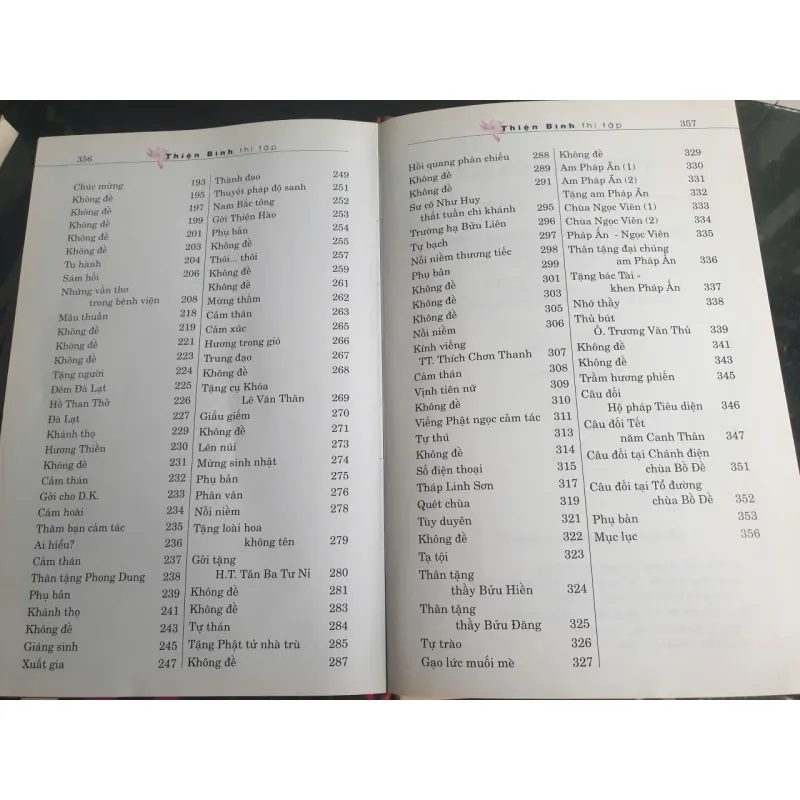 356 Thiện Bình thi tập
Chúc mừng 193
Không đề 195
Không đề 197
Không đề 199
Không đề 201
Không đề 203
Tu hành 204
Sám hối 206
Những vần thơ
trong bệnh viện 208
Mâu thuẫn 218
Không đề 219
Không đề 221
Không đề 223
Tặng người 224
Đêm Đà Lạt 225
Hồ Than Thở 226
Đà Lạt 227
Khánh thọ 229
Hương Thiền 230
Không đề 231
Cảm thán 232
Gởi cho D.K. 233
Cảm hoài 234
Thăm bạn cảm tác 235
Ai hiểu? 236
Cảm thán 237
Thân tặng Phong Dung 238
Phụ bản 239
Khánh thọ 241
Không đề 243
Giáng sinh 245
Xuất gia 247
Thành đạo 249
Thuyết pháp độ sanh 251
Nam Bắc tông 252
Gởi Thiện Hào 253
Phụ bản 254
Không đề 255
Thôi... thôi 257
Không đề 259
Không đề 261
Mừng thầm 262
Cảm thán 263
Cảm xúc 265
Hương trong gió 266
Trung đạo 267
Không đề 268
Tặng cụ Khóa
Lê Văn Thân 269
Giấu giếm 270
Không đề 271
Lên núi 273
Mừng sinh nhật 274
Phụ bản 275
Phân vân 276
Nỗi niềm 278
Tặng loài hoa
không tên 279
Gởi tặng
H.T. Tân Ba Tư Ni 280
Không đề 281
Không đề 283
Tự thán 284
Tặng Phật tử nhà trù 285
Không đề 287
Thiện Bình thi tập 357
Hồi quang phản chiếu 288
Không đề 289
Không đề 291
Sư cô Như Huy
thất tuần chi khánh 295
Trường hạ Bửu Liên 296
Tự bạch 297
Nỗi niềm thương tiếc 298
Phụ bản 299
Không đề 301
Không đề 303
Không đề 305
Nỗi niềm 306
Kính viếng
TT. Thích Chơn Thanh 307
Cảm thán 308
Vịnh tiên nữ 309
Không đề 310
Viếng Phật ngọc cảm tác 311
Tự thú 313
Không đề 314
Số điện thoại 315
Tháp Linh Sơn 317
Quét chùa 319
Tùy duyên 321
Không đề 322
Tạ tội 323
Thân tặng
thầy Bửu Hiền 324
Thân tặng
thầy Bửu Đăng 325
Tự trào 326
Gạo lức muối mè 327
Không đề 329
Am Pháp Ấn (1) 330
Am Pháp Ấn (2) 331
Tặng am Pháp Ấn 332
Chùa Ngọc Viên (1) 333
Chùa Ngọc Viên (2) 334
Pháp Ấn - Ngọc Viên 335
Thân tặng đại chúng
am Pháp Ấn 336
Tặng bác Tài -
khen Pháp Ấn 337
Nhớ thầy 338
Thủ bút
Ô. Trương Văn Thú 339
Không đề 341
Không đề 343
Trầm hương phiến 345
Câu đối
Hộ pháp Tiêu diện 346
Câu đối Tết
năm Canh Thân 347
Câu đối tại Chánh điện
chùa Bồ Đề 351
Câu đối tại Tổ đường
chùa Bồ Đề 352
Phụ bản 353
Mục lục 356